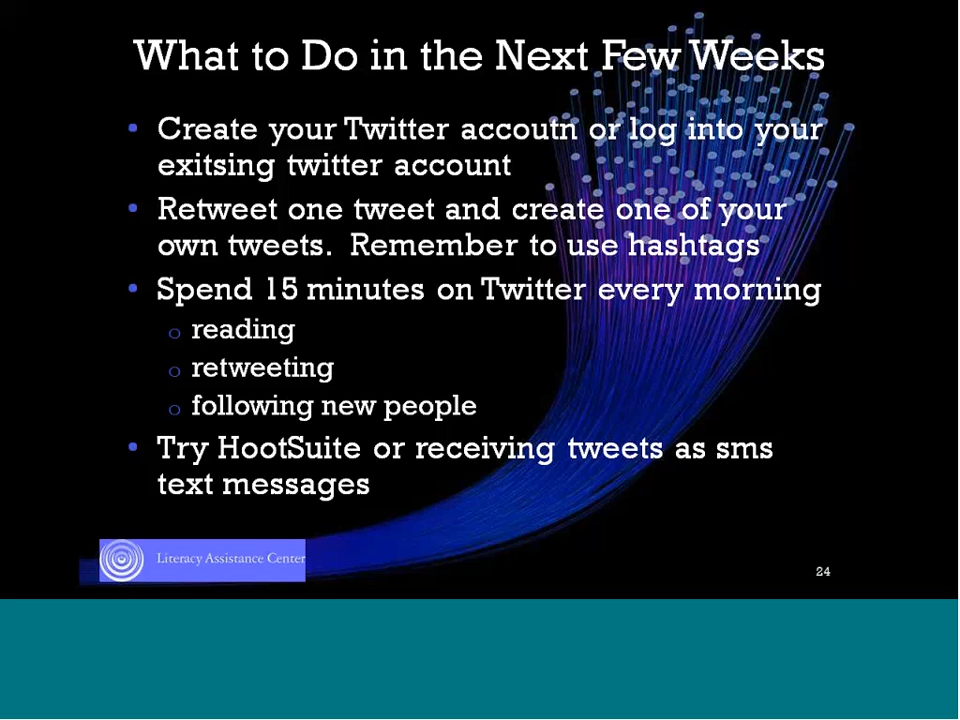 What to Do in the Next Few Weeks
• Create your Twitter accoutn or log into your
exitsing twitter account
• Retweet one tweet and create one of your
own tweets.  Remember to use hashtags
• Spend 15 minutes on Twitter every morning
o reading
o retweeting
o following new people
• Try HootSuite or receiving tweets as sms
text messages
Literacy Assistance Center
24